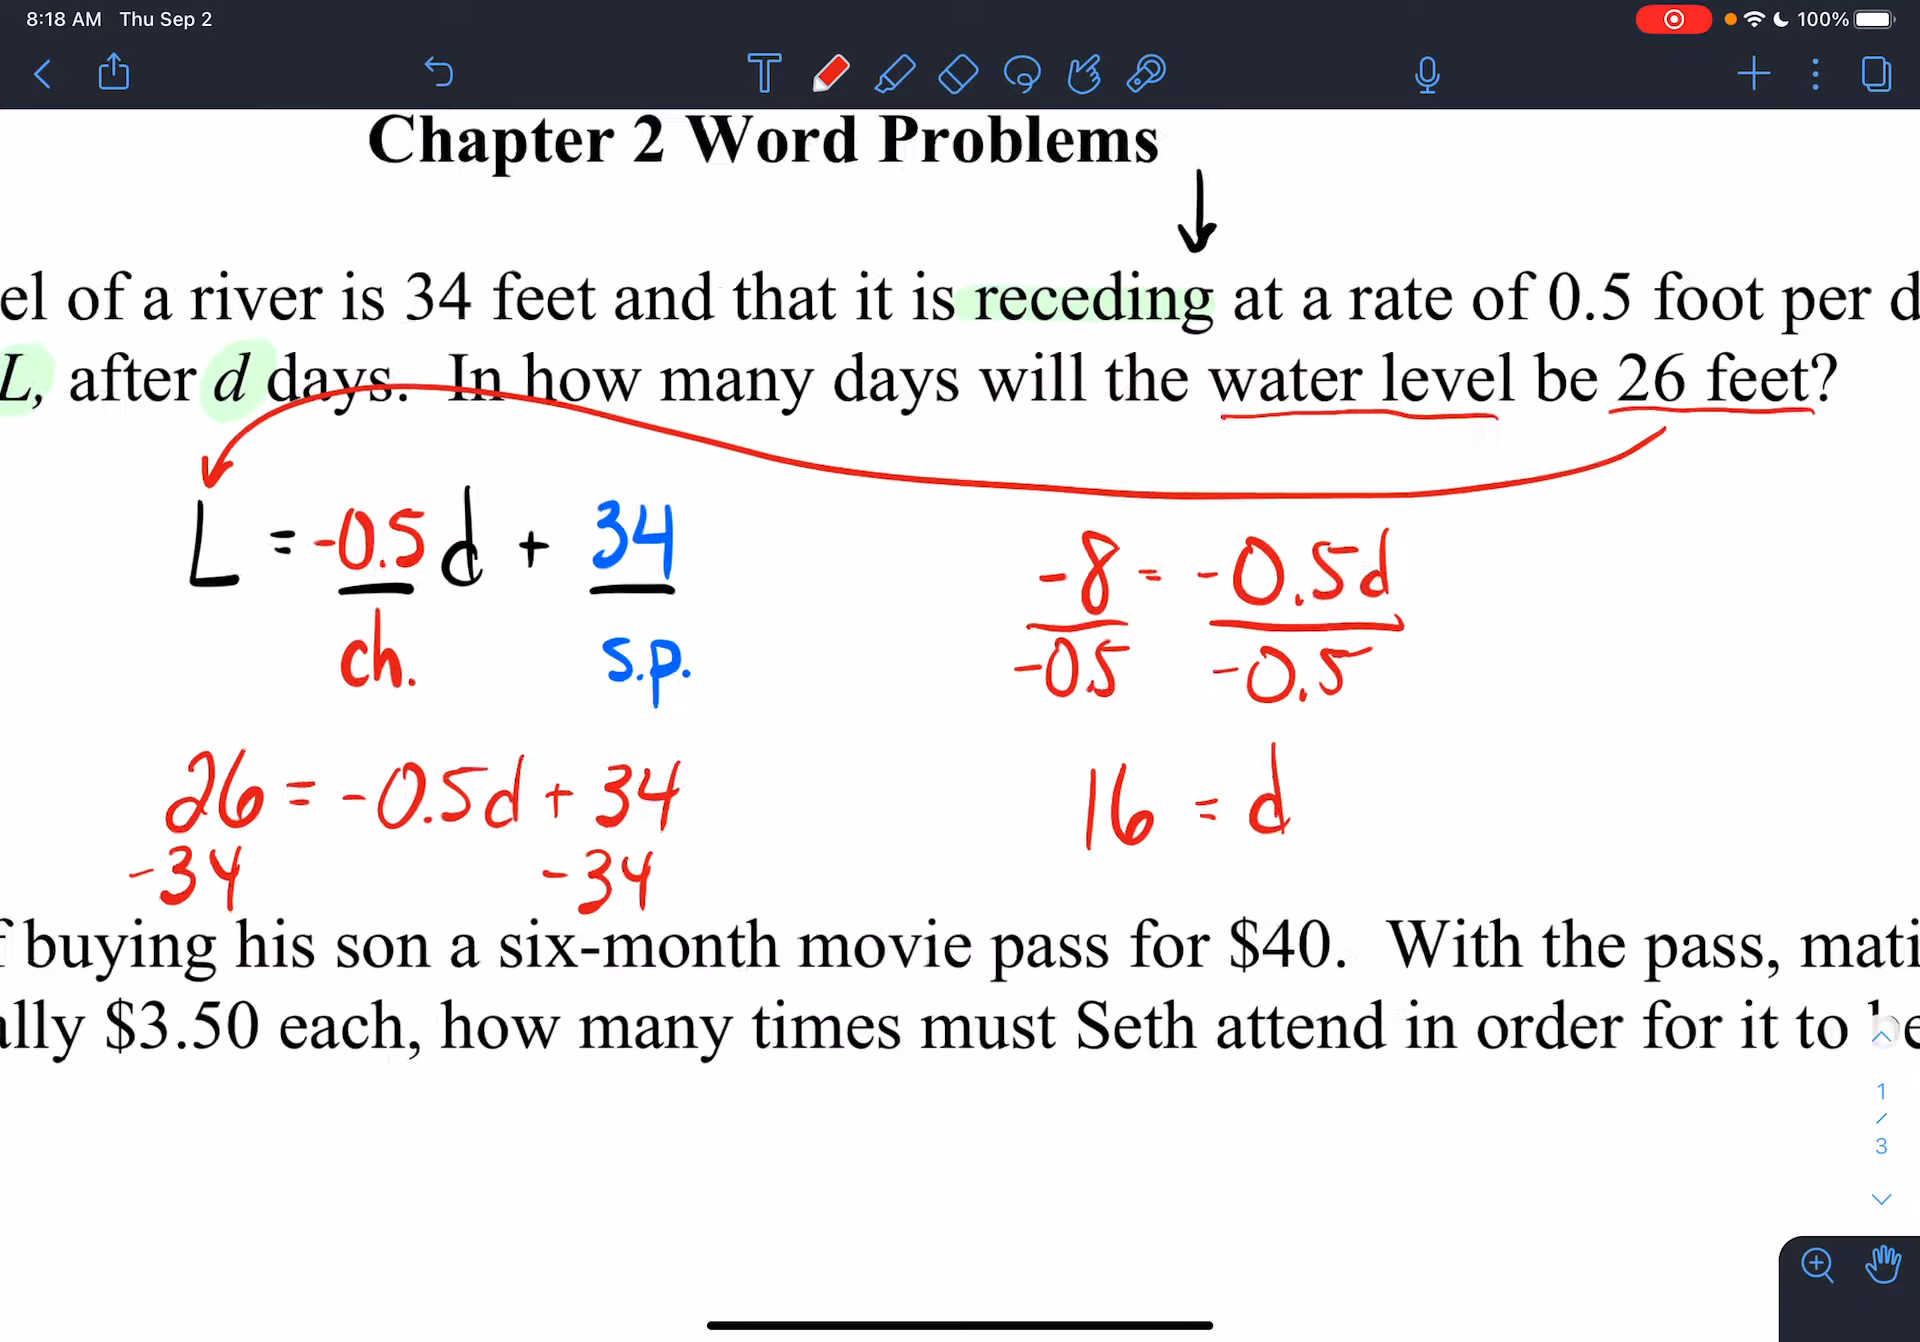 8:18 AM Thu Sep 2
100%
Chapter 2 Word Problems
el of a river is 34 feet and that it is receding at a rate of 0.5 foot per d
L, after d days. In how many days will the water level be 26 feet?
L = -0.5 d + 34
ch. s.p.
26 = -0.5d + 34
-34 -34
-8 = -0.5d
-0.5 -0.5
16 = d
f buying his son a six-month movie pass for $40. With the pass, mati
ally $3.50 each, how many times must Seth attend in order for it to be
1
/
3